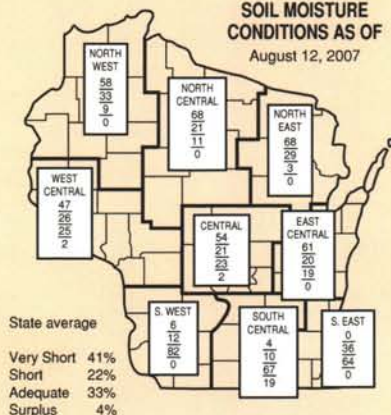 SOIL MOISTURE
CONDITIONS AS OF
August 12, 2007
NORTH
WEST
58
33
9
0
NORTH
CENTRAL
68
21
11
0
NORTH
EAST
68
29
3
0
WEST
CENTRAL
47
26
25
2
CENTRAL
54
21
23
2
EAST
CENTRAL
61
20
19
0
S. WEST
6
12
82
0
SOUTH
CENTRAL
4
10
67
19
S. EAST
0
36
64
0
State average
Very Short 41%
Short 22%
Adequate 33%
Surplus 4%